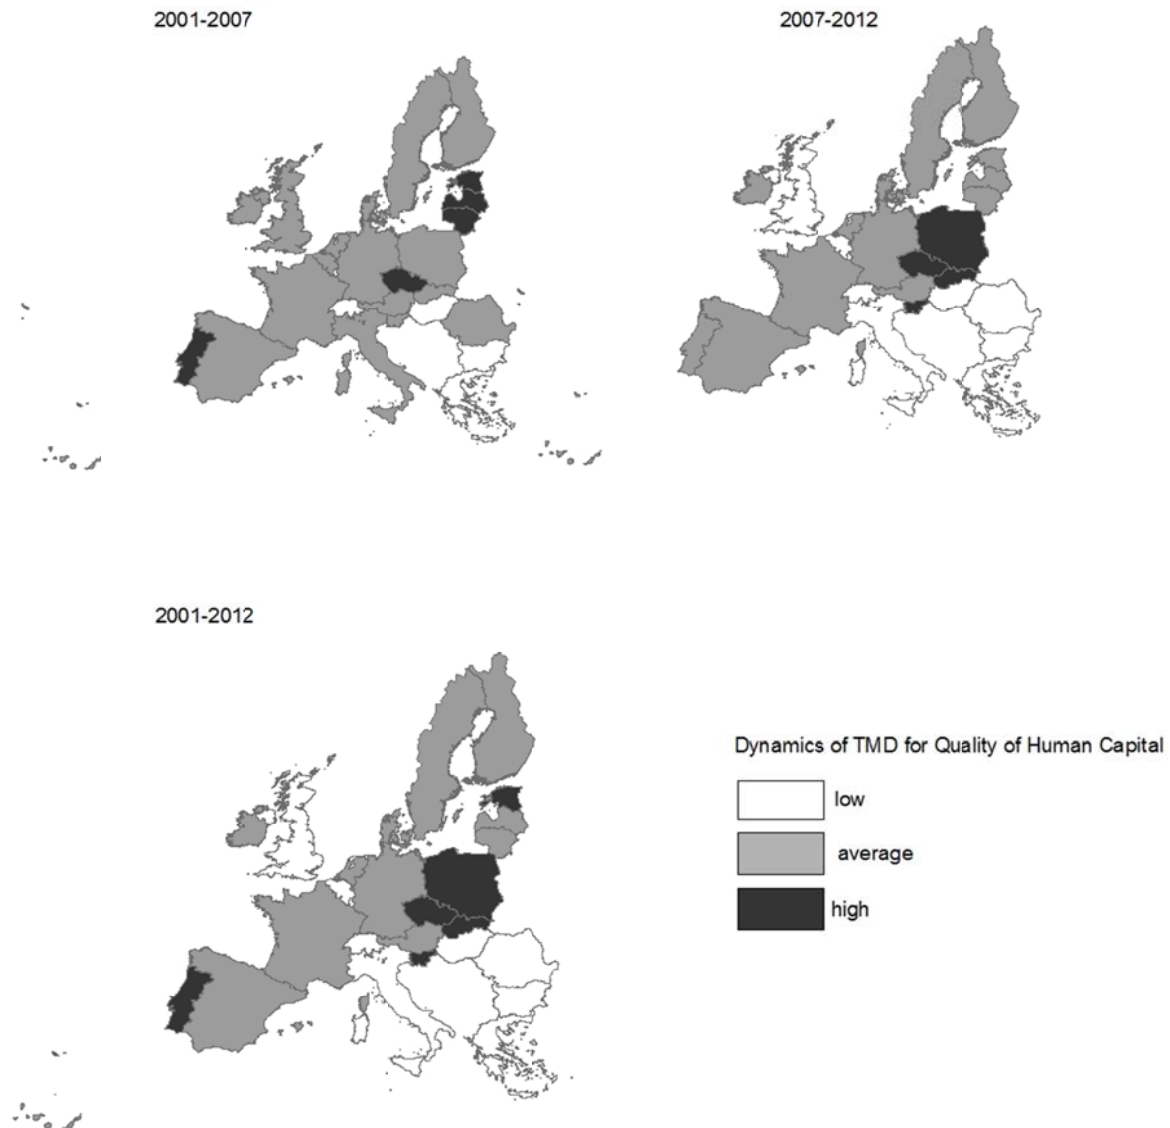 2001-2007
2007-2012
2001-2012
Dynamics of TMD for Quality of Human Capital
low
average
high